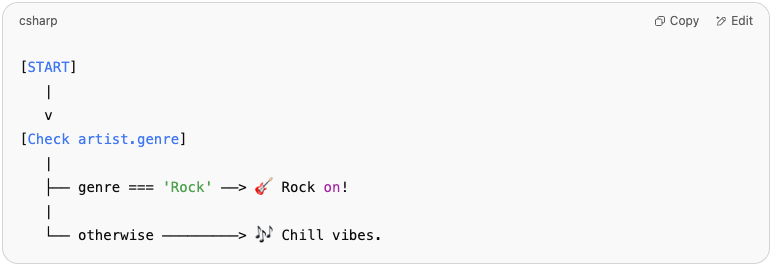 csharp
Copy Edit
[START]
   |
   v
[Check artist.genre]
   |
   ├── genre === 'Rock' ──> 🎸 Rock on!
   |
   └── otherwise ─────────> 🎶 Chill vibes.